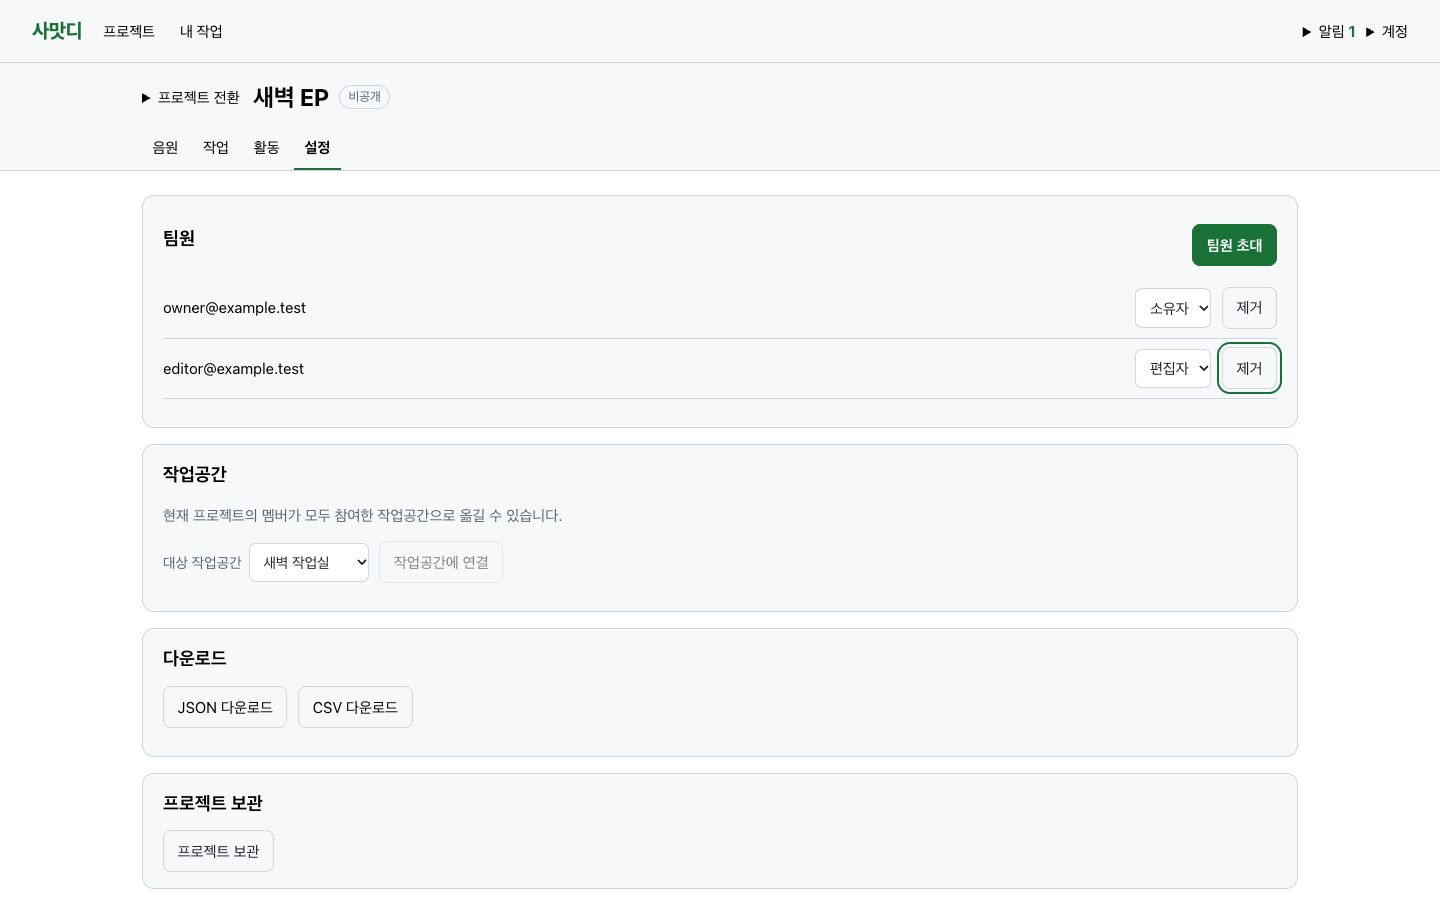 사맛디 프로젝트 내 작업 ▶ 알림 1 ▶ 계정
▶ 프로젝트 전환 새벽 EP 비공개
음원 작업 활동 설정
팀원 팀원 초대
owner@example.test 소유자 제거
editor@example.test 편집자 제거
작업공간
현재 프로젝트의 멤버가 모두 참여한 작업공간으로 옮길 수 있습니다.
대상 작업공간 새벽 작업실 작업공간에 연결
다운로드
JSON 다운로드 CSV 다운로드
프로젝트 보관
프로젝트 보관